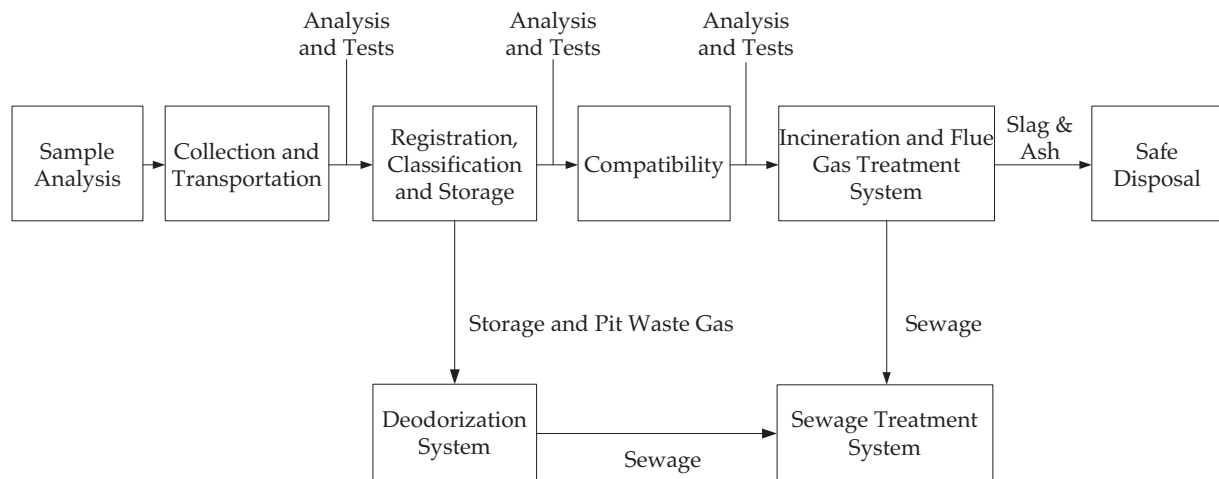 Analysis
and Tests
Analysis
and Tests
Analysis
and Tests
Sample
Analysis
Collection and
Transportation
Registration,
Classification
and Storage
Compatibility
Incineration and Flue
Gas Treatment
System
Slag &
Ash
Safe
Disposal
Storage and Pit Waste Gas
Sewage
Deodorization
System
Sewage
Sewage Treatment
System